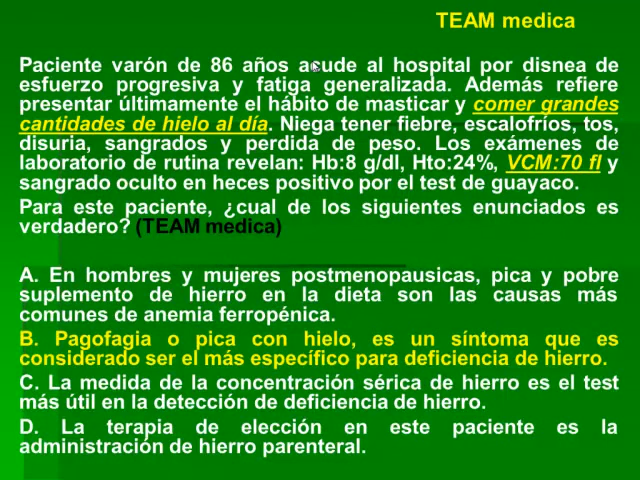 TEAM medica
Paciente varón de 86 años acude al hospital por disnea de
esfuerzo progresiva y fatiga generalizada. Además refiere
presentar últimamente el hábito de masticar y comer grandes
cantidades de hielo al día. Niega tener fiebre, escalofríos, tos,
disuria, sangrados y perdida de peso. Los exámenes de
laboratorio de rutina revelan: Hb:8 g/dl, Hto:24%, VCM:70 fl y
sangrado oculto en heces positivo por el test de guayaco.
Para este paciente, ¿cual de los siguientes enunciados es
verdadero? (TEAM medica)
A. En hombres y mujeres postmenopausicas, pica y pobre
suplemento de hierro en la dieta son las causas más
comunes de anemia ferropénica.
B. Pagofagia o pica con hielo, es un síntoma que es
considerado ser el más específico para deficiencia de hierro.
C. La medida de la concentración sérica de hierro es el test
más útil en la detección de deficiencia de hierro.
D. La terapia de elección en este paciente es la
administración de hierro parenteral.